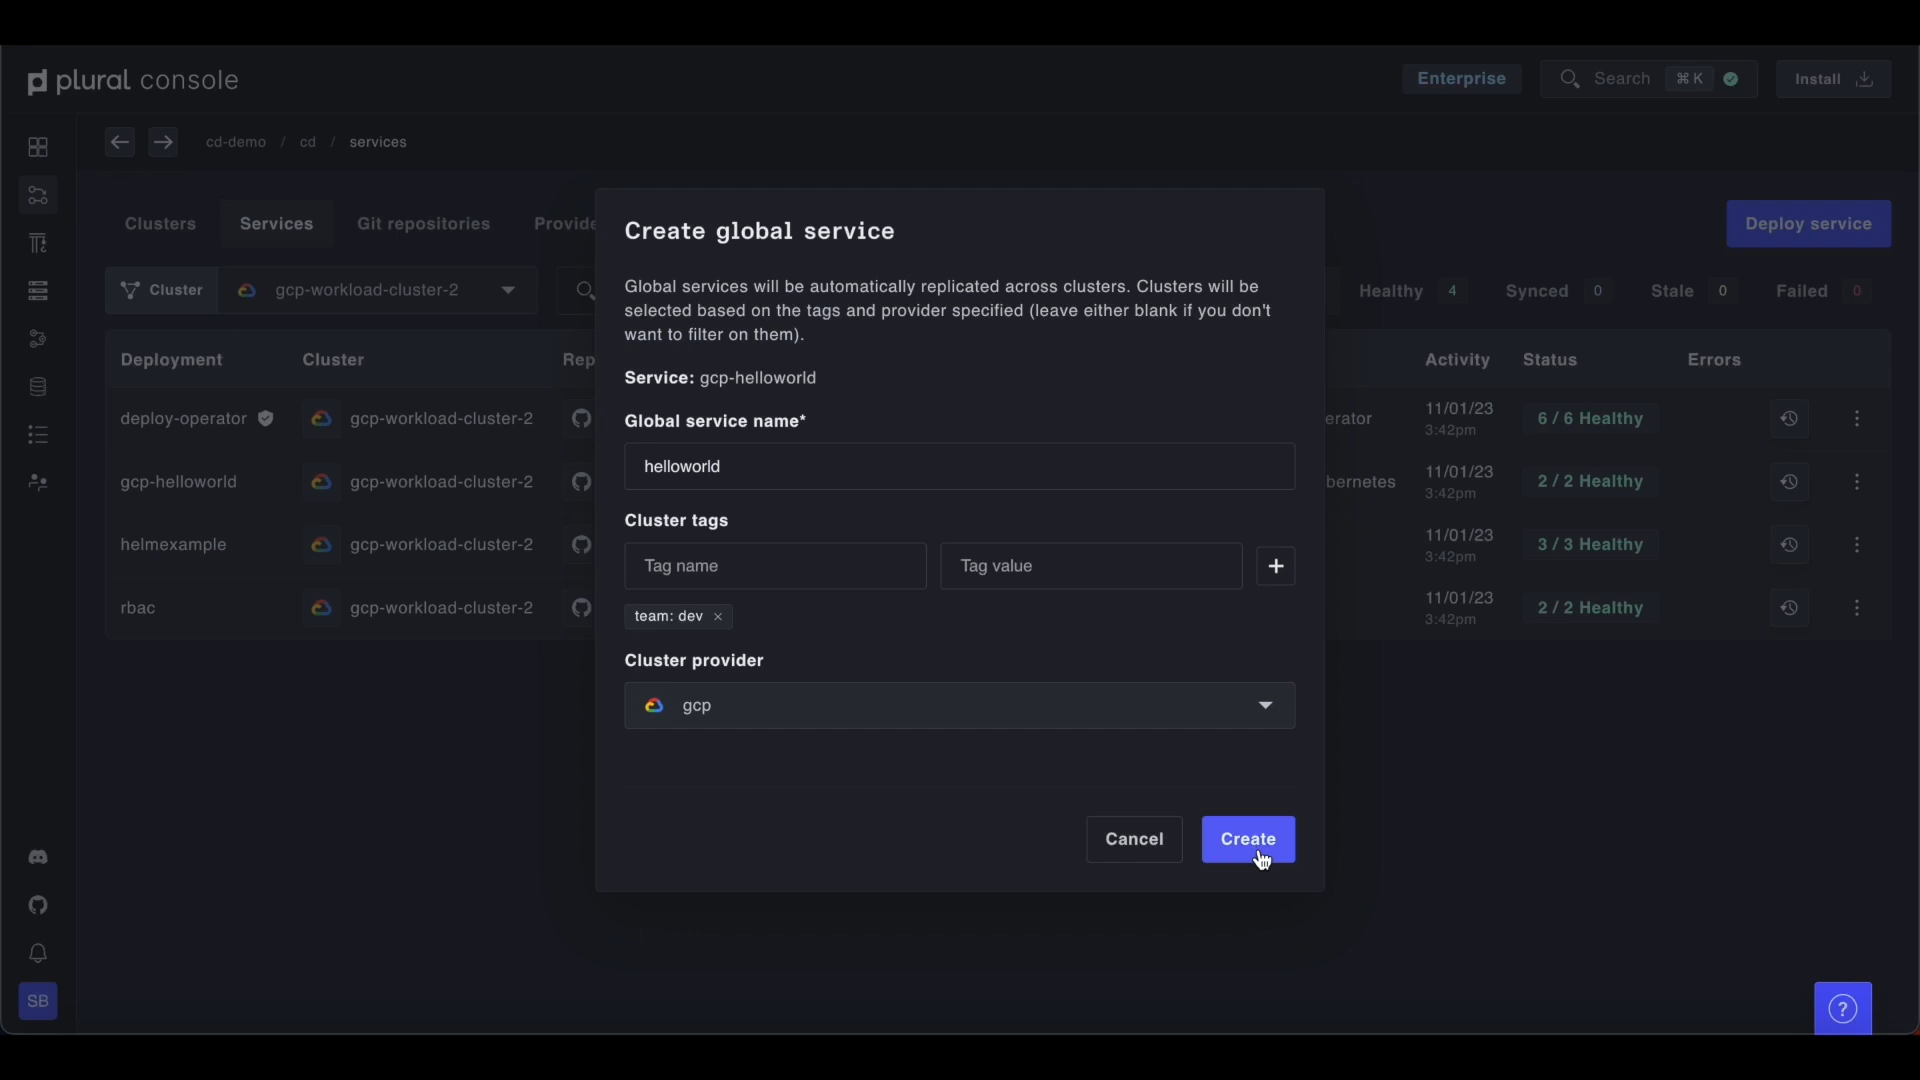 plural console
Enterprise
Search
⌘ K
Install
cd-demo / cd / services
Clusters
Services
Git repositories
Deploy service
Cluster
gcp-workload-cluster-2
Healthy 4
Synced 0
Stale 0
Failed 0
Deployment
Cluster
Activity
Status
Errors
deploy-operator
gcp-workload-cluster-2
11/01/23
3:42pm
6 / 6 Healthy
gcp-helloworld
gcp-workload-cluster-2
11/01/23
3:42pm
2 / 2 Healthy
helmexample
gcp-workload-cluster-2
11/01/23
3:42pm
3 / 3 Healthy
rbac
gcp-workload-cluster-2
11/01/23
3:42pm
2 / 2 Healthy
Create global service
Global services will be automatically replicated across clusters. Clusters will be
selected based on the tags and provider specified (leave either blank if you don't
want to filter on them).
Service: gcp-helloworld
Global service name*
helloworld
Cluster tags
Tag name
Tag value
team: dev ×
Cluster provider
gcp
Cancel
Create
SB
?